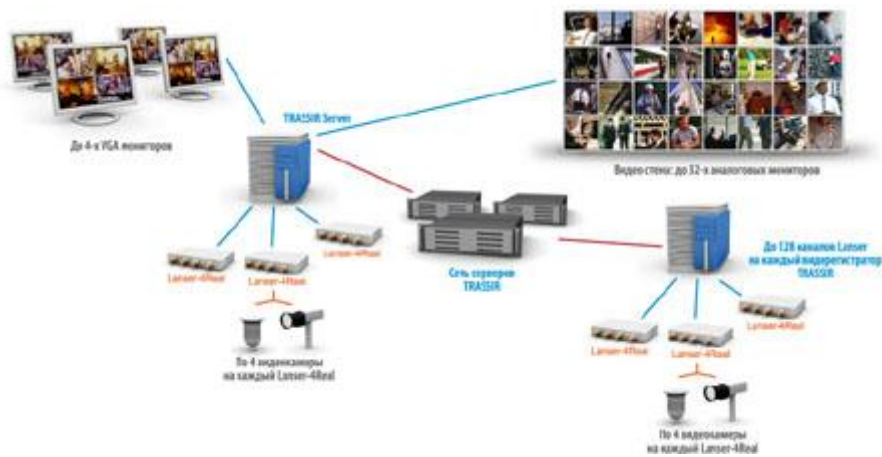 TRASSIR Server
До 4-х VGA мониторов
Видео стена: до 32-х аналоговых мониторов
Lanser-4Real
Lanser-4Real
Lanser-4Real
Сеть серверов
TRASSIR
До 128 каналов Lanser
на каждый видерегистратор
TRASSIR
По 4 видеокамеры
на каждый Lanser-4Real
Lanser-4Real
Lanser-4Real
Lanser-4Real
По 4 видеокамеры
на каждый Lanser-4Real